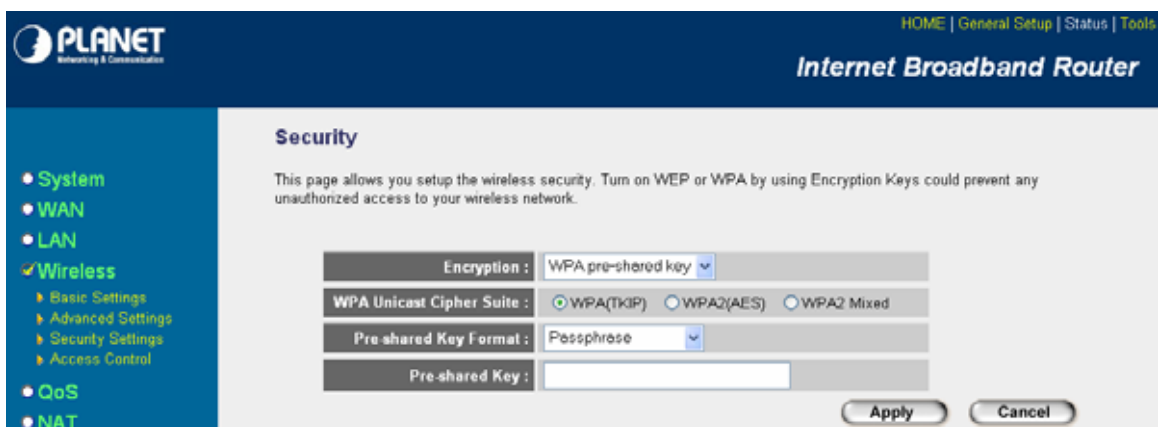 HOME | General Setup | Status | Tools
PLANET
Networking & Communication
Internet Broadband Router
System
WAN
LAN
Wireless
Basic Settings
Advanced Settings
Security Settings
Access Control
QoS
NAT
Security
This page allows you setup the wireless security. Turn on WEP or WPA by using Encryption Keys could prevent any
unauthorized access to your wireless network.
Encryption : WPA pre-shared key
WPA Unicast Cipher Suite : WPA(TKIP) WPA2(AES) WPA2 Mixed
Pre-shared Key Format : Passphrase
Pre-shared Key :
Apply Cancel